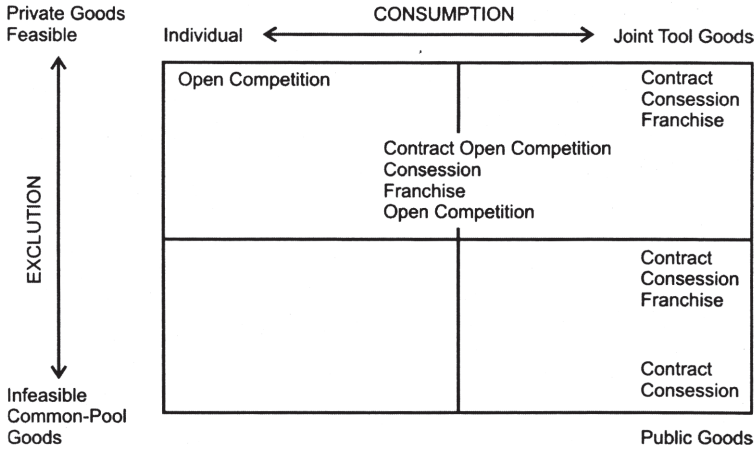 Private Goods
Feasible
CONSUMPTION
Individual
Joint Tool Goods
Open Competition
Contract
Consession
Franchise
Contract Open Competition
Consession
Franchise
Open Competition
EXCLUTION
Contract
Consession
Franchise
Contract
Consession
Infeasible
Common-Pool
Goods
Public Goods